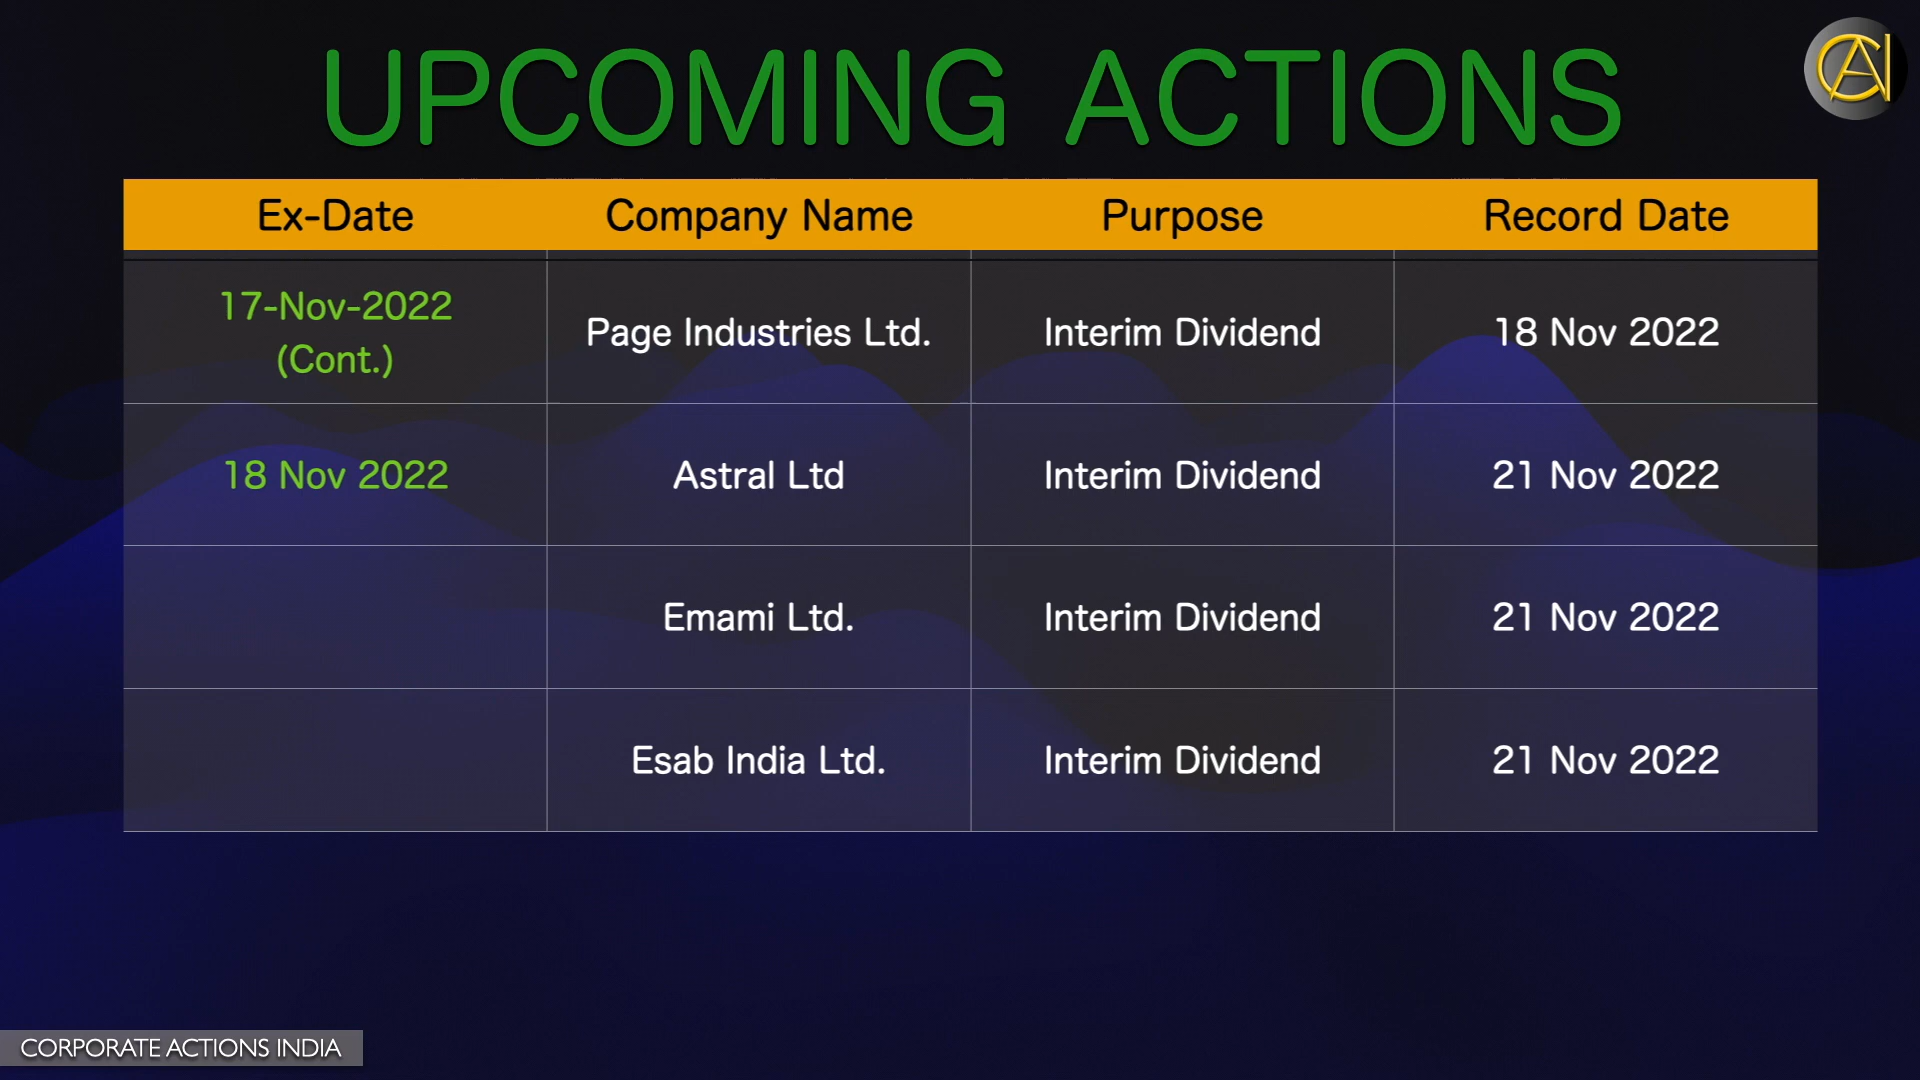 UPCOMING ACTIONS
CAI
Ex-Date Company Name Purpose Record Date
17-Nov-2022
(Cont.)
Page Industries Ltd. Interim Dividend 18 Nov 2022
18 Nov 2022 Astral Ltd Interim Dividend 21 Nov 2022
Emami Ltd. Interim Dividend 21 Nov 2022
Esab India Ltd. Interim Dividend 21 Nov 2022
CORPORATE ACTIONS INDIA